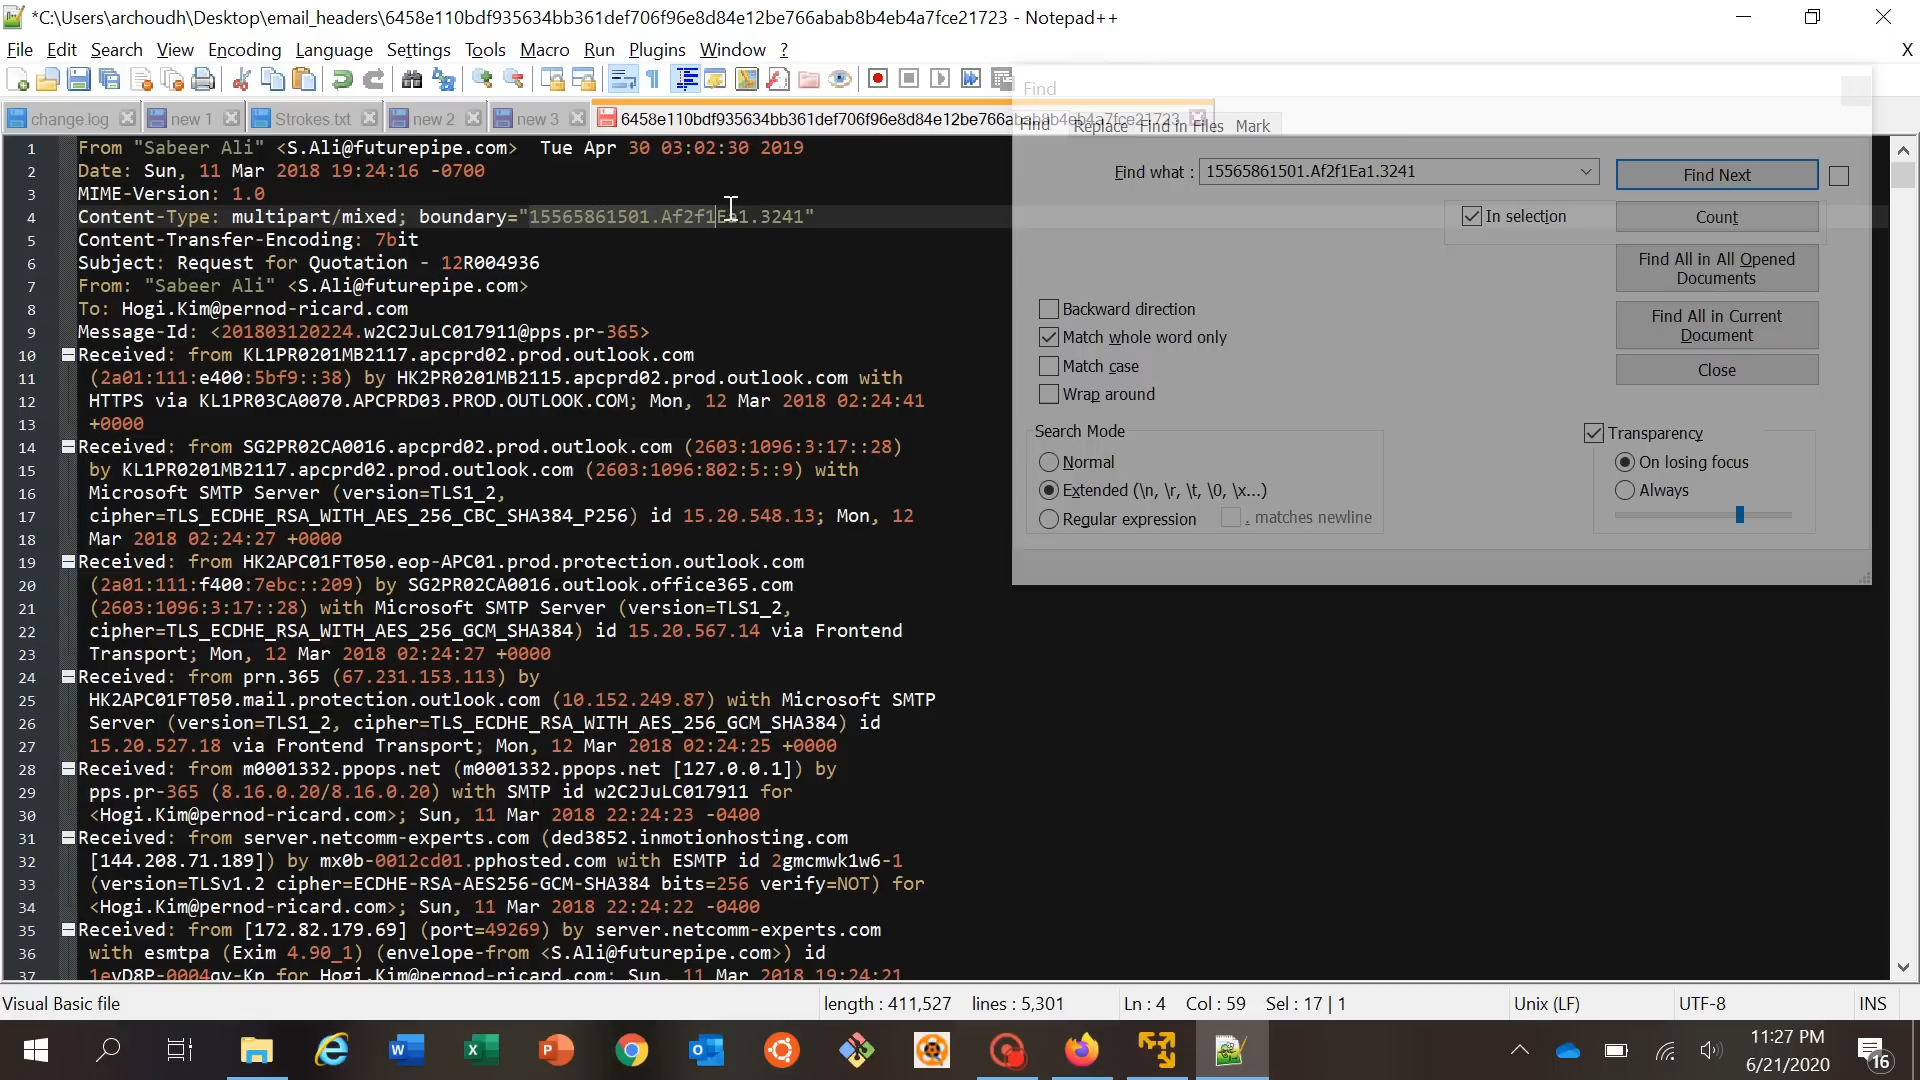 *C:\Users\archoudh\Desktop\email_headers\6458e110bdf935634bb361def706f96e8d84e12be766abab8b4eb4a7fce21723 - Notepad++
File Edit Search View Encoding Language Settings Tools Macro Run Plugins Window ? X
change.log new 1 Strokes.txt new 2 new 3 6458e110bdf935634bb361def706f96e8d84e12be766abab8b4eb4a7fce21723
1 From "Sabeer Ali" <S.Ali@futurepipe.com>  Tue Apr 30 03:02:30 2019
2 Date: Sun, 11 Mar 2018 19:24:16 -0700
3 MIME-Version: 1.0
4 Content-Type: multipart/mixed; boundary="15565861501.Af2f1Ea1.3241"
5 Content-Transfer-Encoding: 7bit
6 Subject: Request for Quotation - 12R004936
7 From: "Sabeer Ali" <S.Ali@futurepipe.com>
8 To: Hogi.Kim@pernod-ricard.com
9 Message-Id: <201803120224.w2C2JuLC017911@pps.pr-365>
10 Received: from KL1PR0201MB2117.apcprd02.prod.outlook.com
11 (2a01:111:e400:5bf9::38) by HK2PR0201MB2115.apcprd02.prod.outlook.com with
12 HTTPS via KL1PR03CA0070.APCPRD03.PROD.OUTLOOK.COM; Mon, 12 Mar 2018 02:24:41
13 +0000
14 Received: from SG2PR02CA0016.apcprd02.prod.outlook.com (2603:1096:3:17::28)
15 by KL1PR0201MB2117.apcprd02.prod.outlook.com (2603:1096:802:5::9) with
16 Microsoft SMTP Server (version=TLS1_2,
17 cipher=TLS_ECDHE_RSA_WITH_AES_256_CBC_SHA384_P256) id 15.20.548.13; Mon, 12
18 Mar 2018 02:24:27 +0000
19 Received: from HK2APC01FT050.eop-APC01.prod.protection.outlook.com
20 (2a01:111:f400:7ebc::209) by SG2PR02CA0016.outlook.office365.com
21 (2603:1096:3:17::28) with Microsoft SMTP Server (version=TLS1_2,
22 cipher=TLS_ECDHE_RSA_WITH_AES_256_GCM_SHA384) id 15.20.567.14 via Frontend
23 Transport; Mon, 12 Mar 2018 02:24:27 +0000
24 Received: from prn.365 (67.231.153.113) by
25 HK2APC01FT050.mail.protection.outlook.com (10.152.249.87) with Microsoft SMTP
26 Server (version=TLS1_2, cipher=TLS_ECDHE_RSA_WITH_AES_256_GCM_SHA384) id
27 15.20.527.18 via Frontend Transport; Mon, 12 Mar 2018 02:24:25 +0000
28 Received: from m0001332.ppops.net (m0001332.ppops.net [127.0.0.1]) by
29 pps.pr-365 (8.16.0.20/8.16.0.20) with SMTP id w2C2JuLC017911 for
30 <Hogi.Kim@pernod-ricard.com>; Sun, 11 Mar 2018 22:24:23 -0400
31 Received: from server.netcomm-experts.com (ded3852.inmotionhosting.com
32 [144.208.71.189]) by mx0b-0012cd01.pphosted.com with ESMTP id 2gmcmwk1w6-1
33 (version=TLSv1.2 cipher=ECDHE-RSA-AES256-GCM-SHA384 bits=256 verify=NOT) for
34 <Hogi.Kim@pernod-ricard.com>; Sun, 11 Mar 2018 22:24:22 -0400
35 Received: from [172.82.179.69] (port=49269) by server.netcomm-experts.com
36 with esmtpa (Exim 4.90_1) (envelope-from <S.Ali@futurepipe.com>) id
37 1evD8P-0004qv-Kp for Hogi.Kim@pernod-ricard.com; Sun, 11 Mar 2018 19:24:21
Find
Find Replace Find in Files Mark
Find what : 15565861501.Af2f1Ea1.3241 Find Next
In selection Count
Find All in All Opened
Documents
Backward direction
Find All in Current
Document
Match whole word only
Match case Close
Wrap around
Search Mode Transparency
Normal On losing focus
Extended (\n, \r, \t, \0, \x...) Always
Regular expression . matches newline
Visual Basic file length : 411,527 lines : 5,301 Ln : 4 Col : 59 Sel : 17 | 1 Unix (LF) UTF-8 INS
11:27 PM
6/21/2020
16